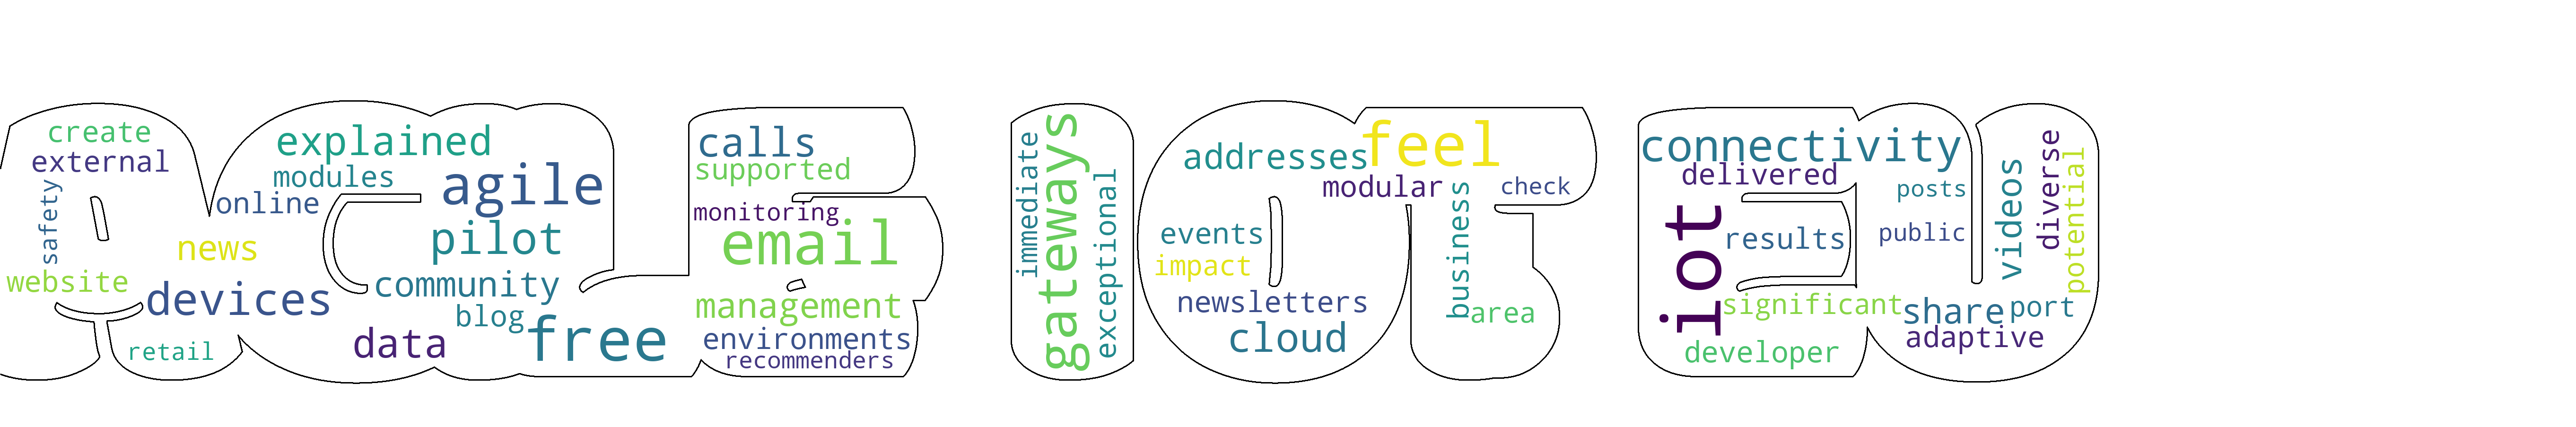 create
external
safety
online
news
website
devices
retail
explained
modules
agile
pilot
community
blog
data
free
calls
supported
monitoring
email
management
environments
recommenders
immediate
gateways
exceptional
addresses
feel
modular
check
events
impact
newsletters
cloud
business
area
connectivity
delivered
posts
iot
results
public
significant
share
port
adaptive
developer
videos
diverse
potential